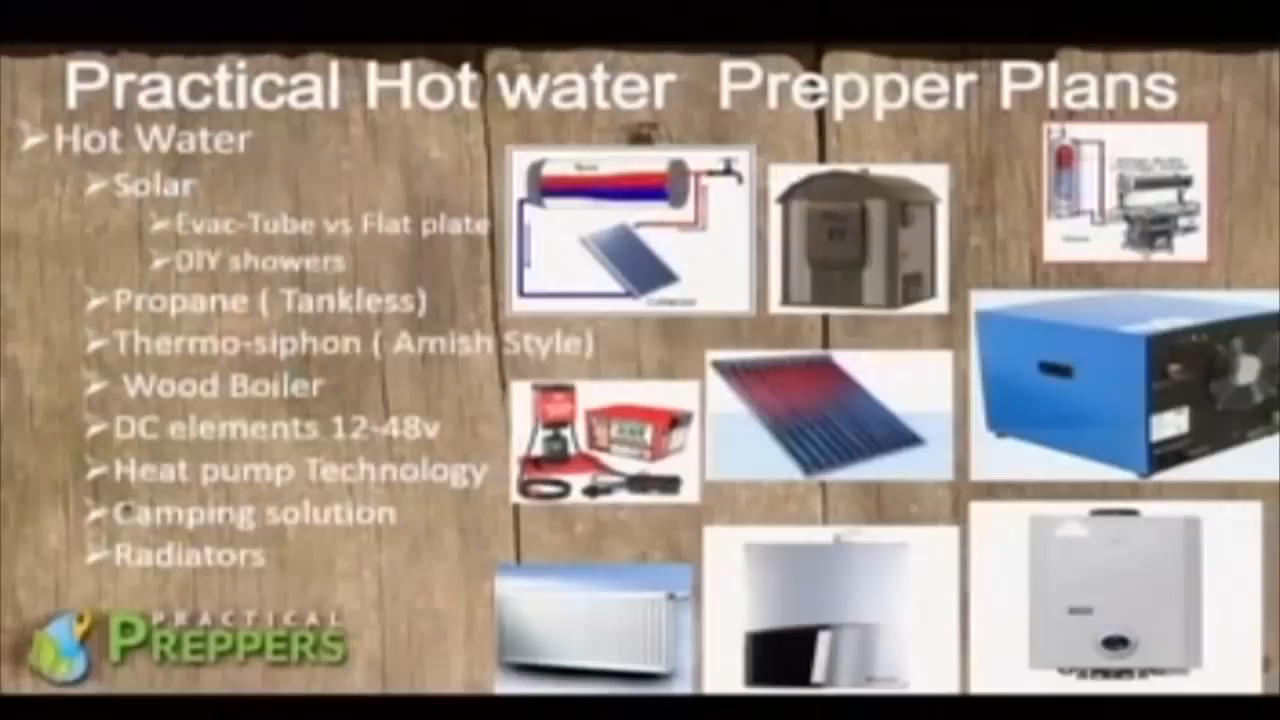 Practical Hot water Prepper Plans
Hot Water
Solar
Evac-Tube vs Flat plate
DIY showers
Propane ( Tankless)
Thermo-siphon ( Amish Style)
Wood Boiler
DC elements 12-48v
Heat pump Technology
Camping solution
Radiators
PRACTICAL
PREPPERS